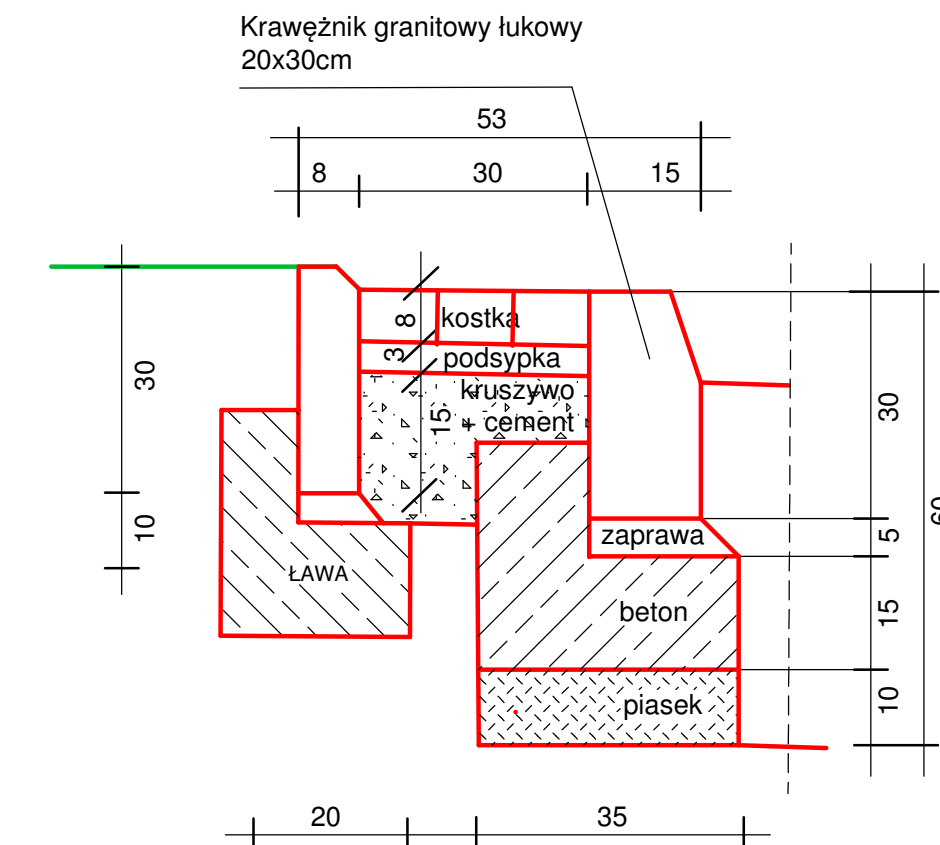 Krawężnik granitowy łukowy
20x30cm
53
8 30 15
8 kostka
3 podsypka
kruszywo
15 + cement
30
10
ŁAWA
zaprawa
beton
piasek
30
5
15
10
60
20 35